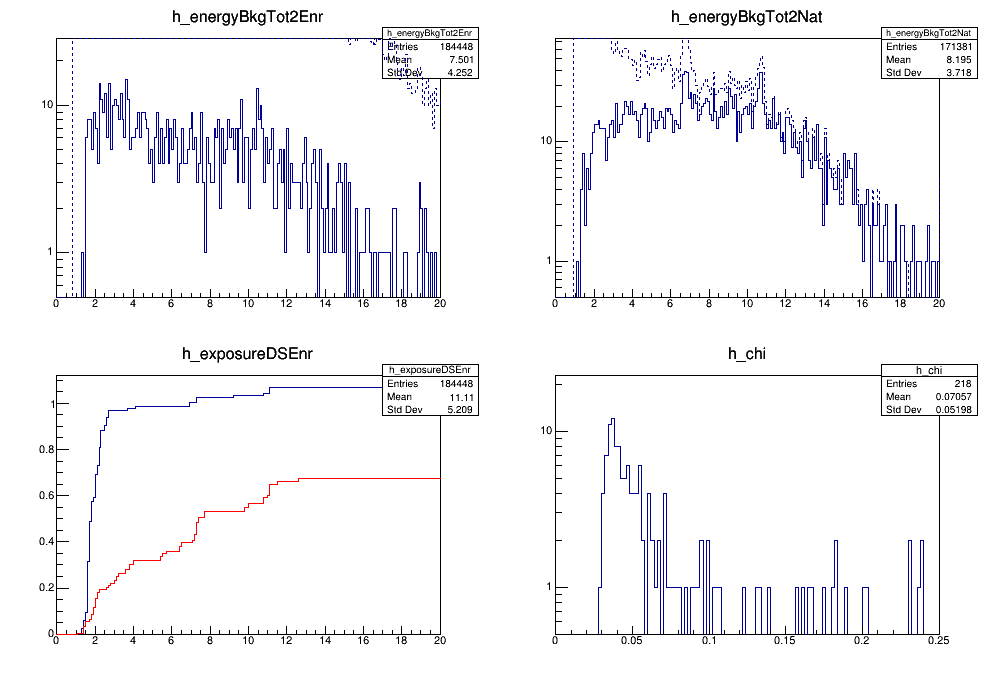 h_energyBkgTot2Enr
h_energyBkgTot2Enr
Entries 184448
Mean 7.501
Std Dev 4.252
10
1
0 2 4 6 8 10 12 14 16 18 20
h_energyBkgTot2Nat
h_energyBkgTot2Nat
Entries 171381
Mean 8.195
Std Dev 3.718
10
1
0 2 4 6 8 10 12 14 16 18 20
h_exposureDSEnr
h_exposureDSEnr
Entries 184448
Mean 11.11
Std Dev 5.209
1
0.8
0.6
0.4
0.2
0
0 2 4 6 8 10 12 14 16 18 20
h_chi
h_chi
Entries 218
Mean 0.07057
Std Dev 0.05198
10
1
0 0.05 0.1 0.15 0.2 0.25